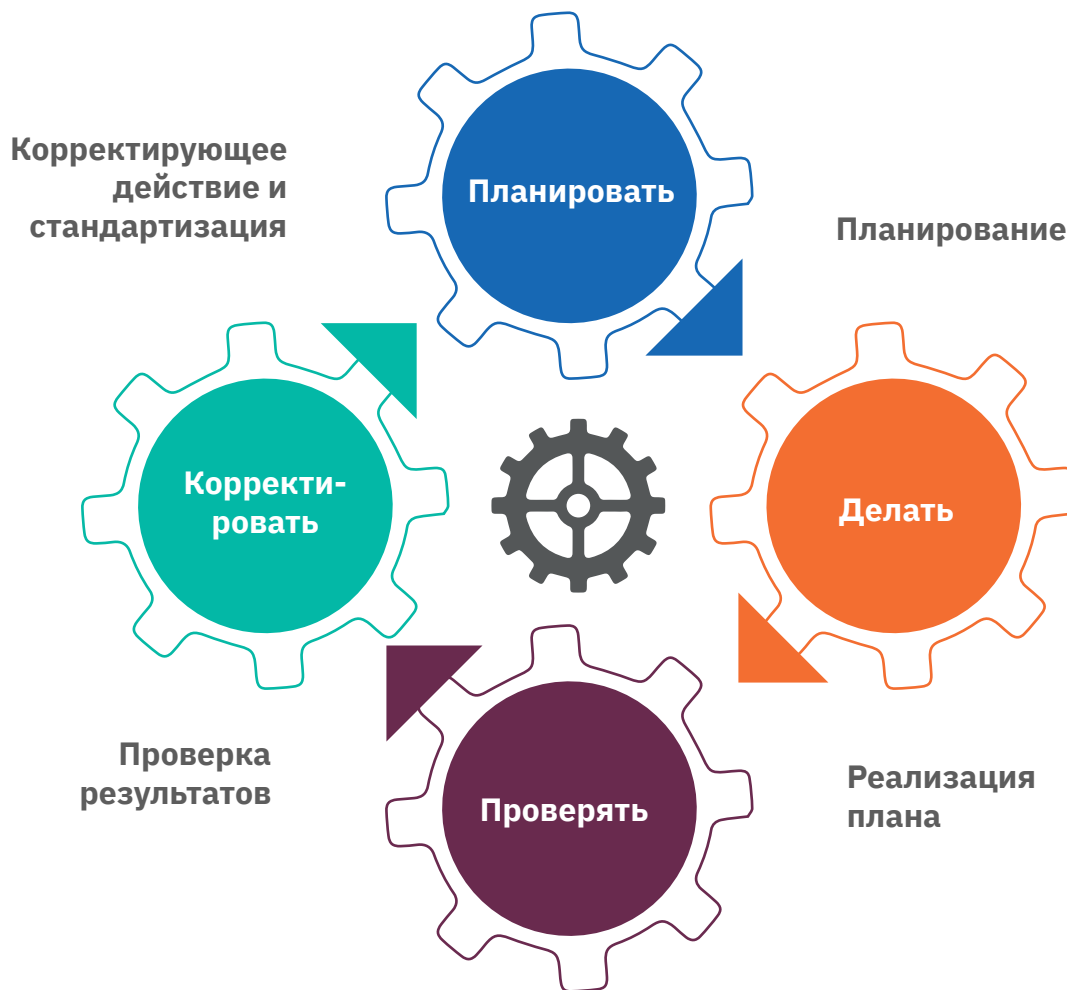 Корректирующее
действие и
стандартизация
Планировать
Планирование
Корректи-
ровать
Делать
Проверка
результатов
Проверять
Реализация
плана